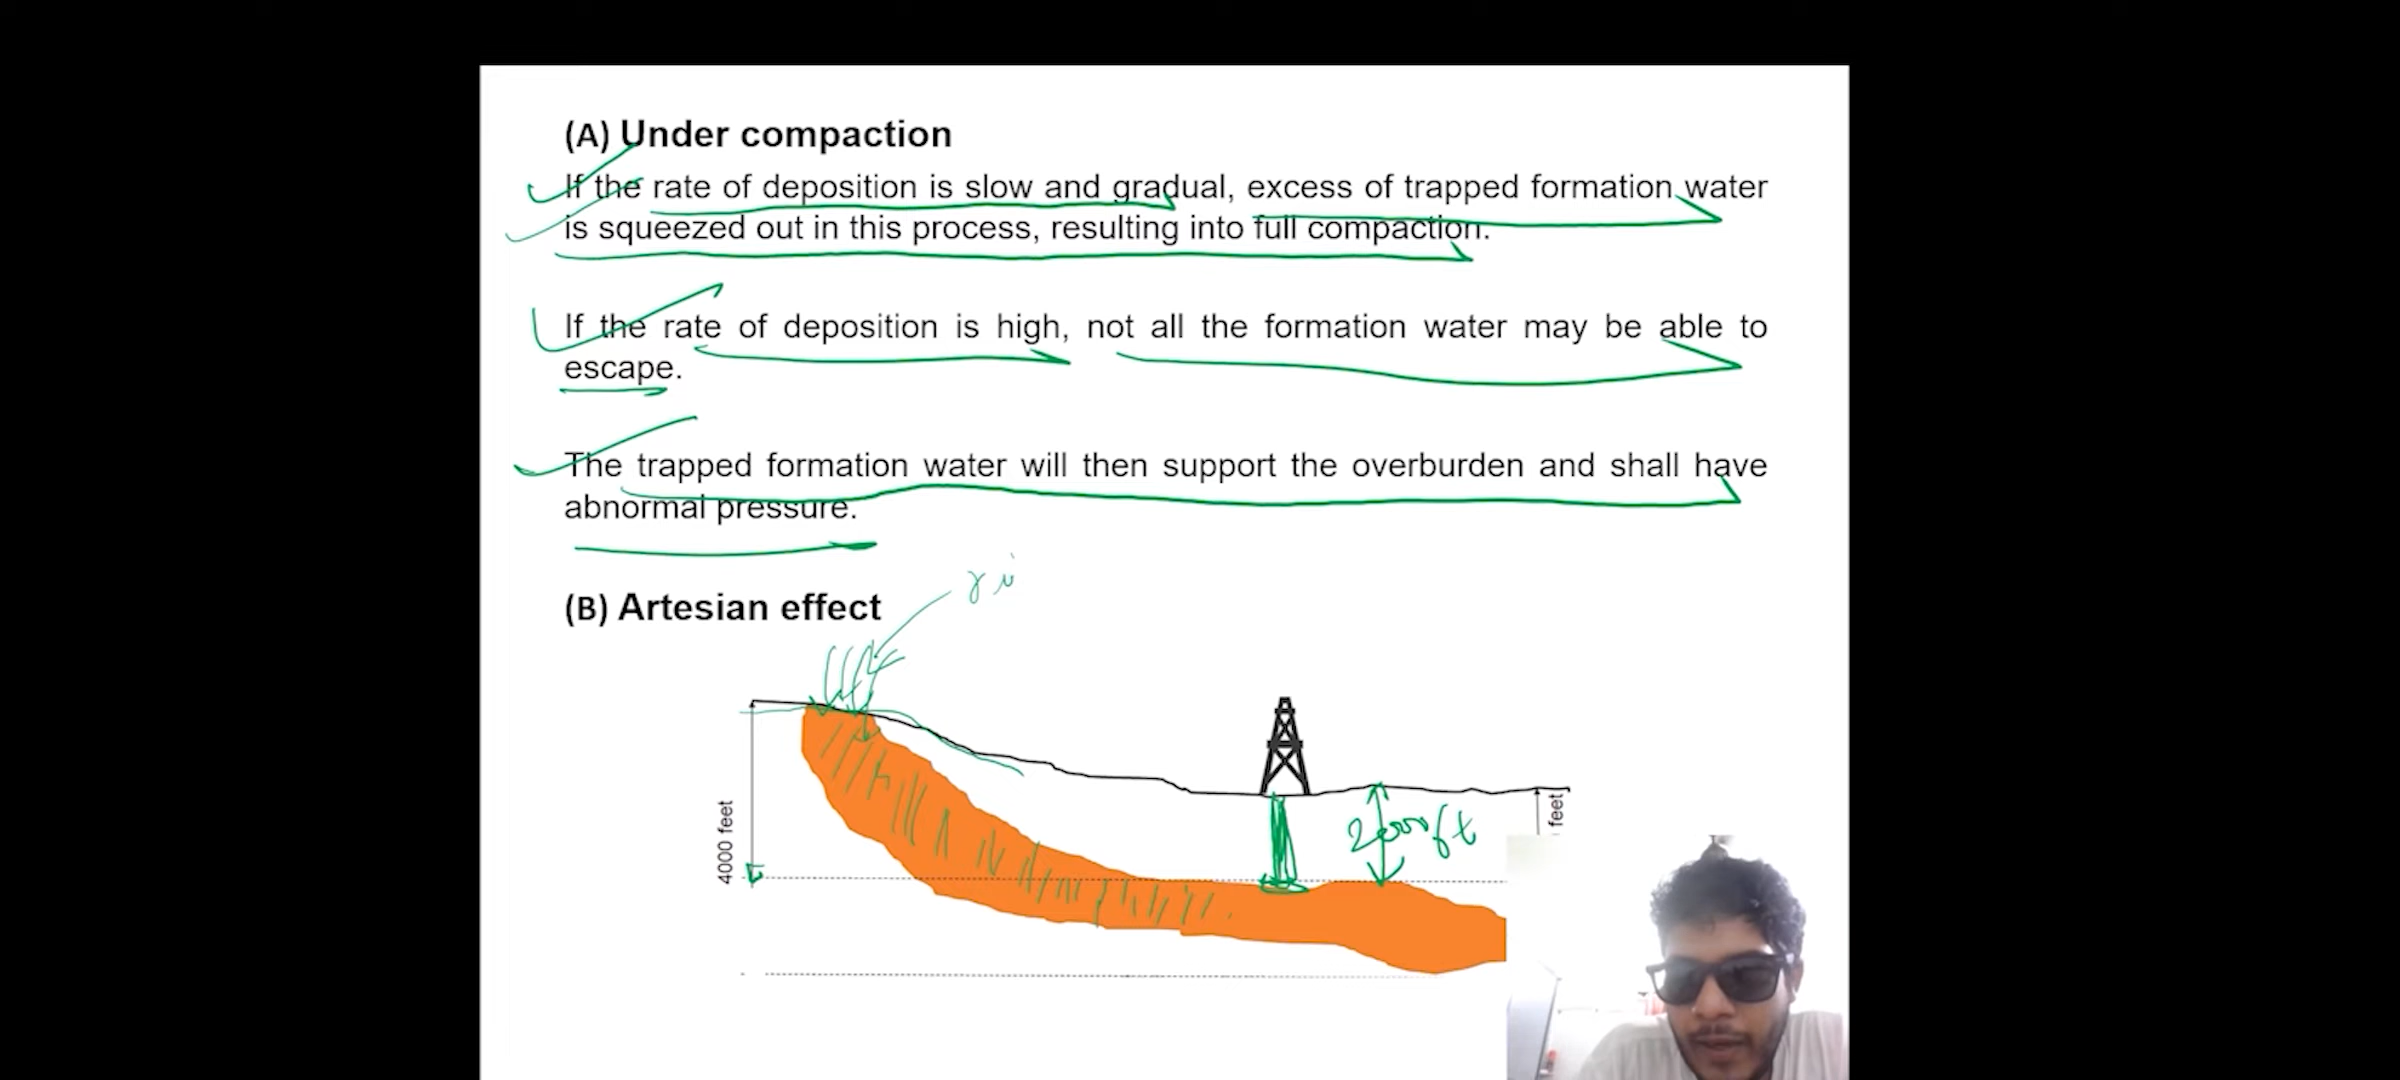 (A) Under compaction
If the rate of deposition is slow and gradual, excess of trapped formation water
is squeezed out in this process, resulting into full compaction.
If the rate of deposition is high, not all the formation water may be able to
escape.
The trapped formation water will then support the overburden and shall have
abnormal pressure.
(B) Artesian effect
4000 feet
2000 ft
feet